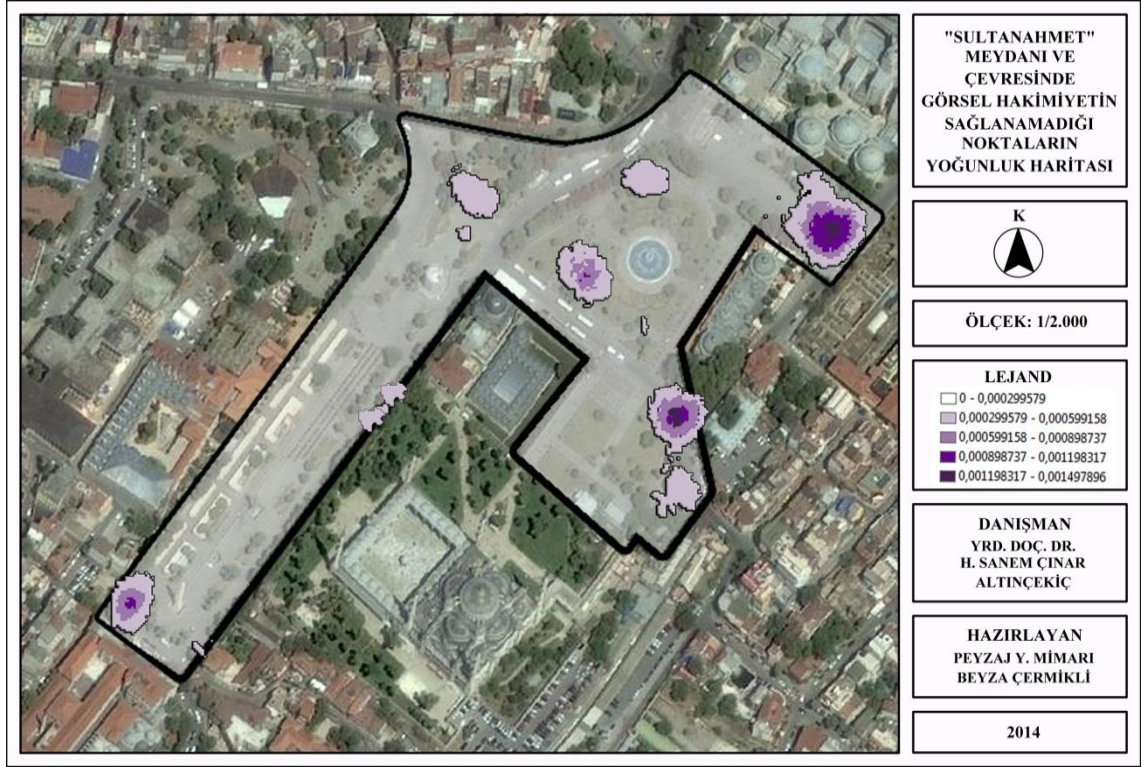 "SULTANAHMET"
MEYDANI VE
ÇEVRESİNDE
GÖRSEL HAKİMİYETİN
SAĞLANAMADIĞI
NOKTALARIN
YOĞUNLUK HARİTASI
K
ÖLÇEK: 1/2.000
LEJAND
0 - 0,000299579
0,000299579 - 0,000599158
0,000599158 - 0,000898737
0,000898737 - 0,001198317
0,001198317 - 0,001497896
DANIŞMAN
YRD. DOÇ. DR.
H. SANEM ÇINAR
ALTINÇEKİÇ
HAZIRLAYAN
PEYZAJ Y. MİMARI
BEYZA ÇERMİKLİ
2014